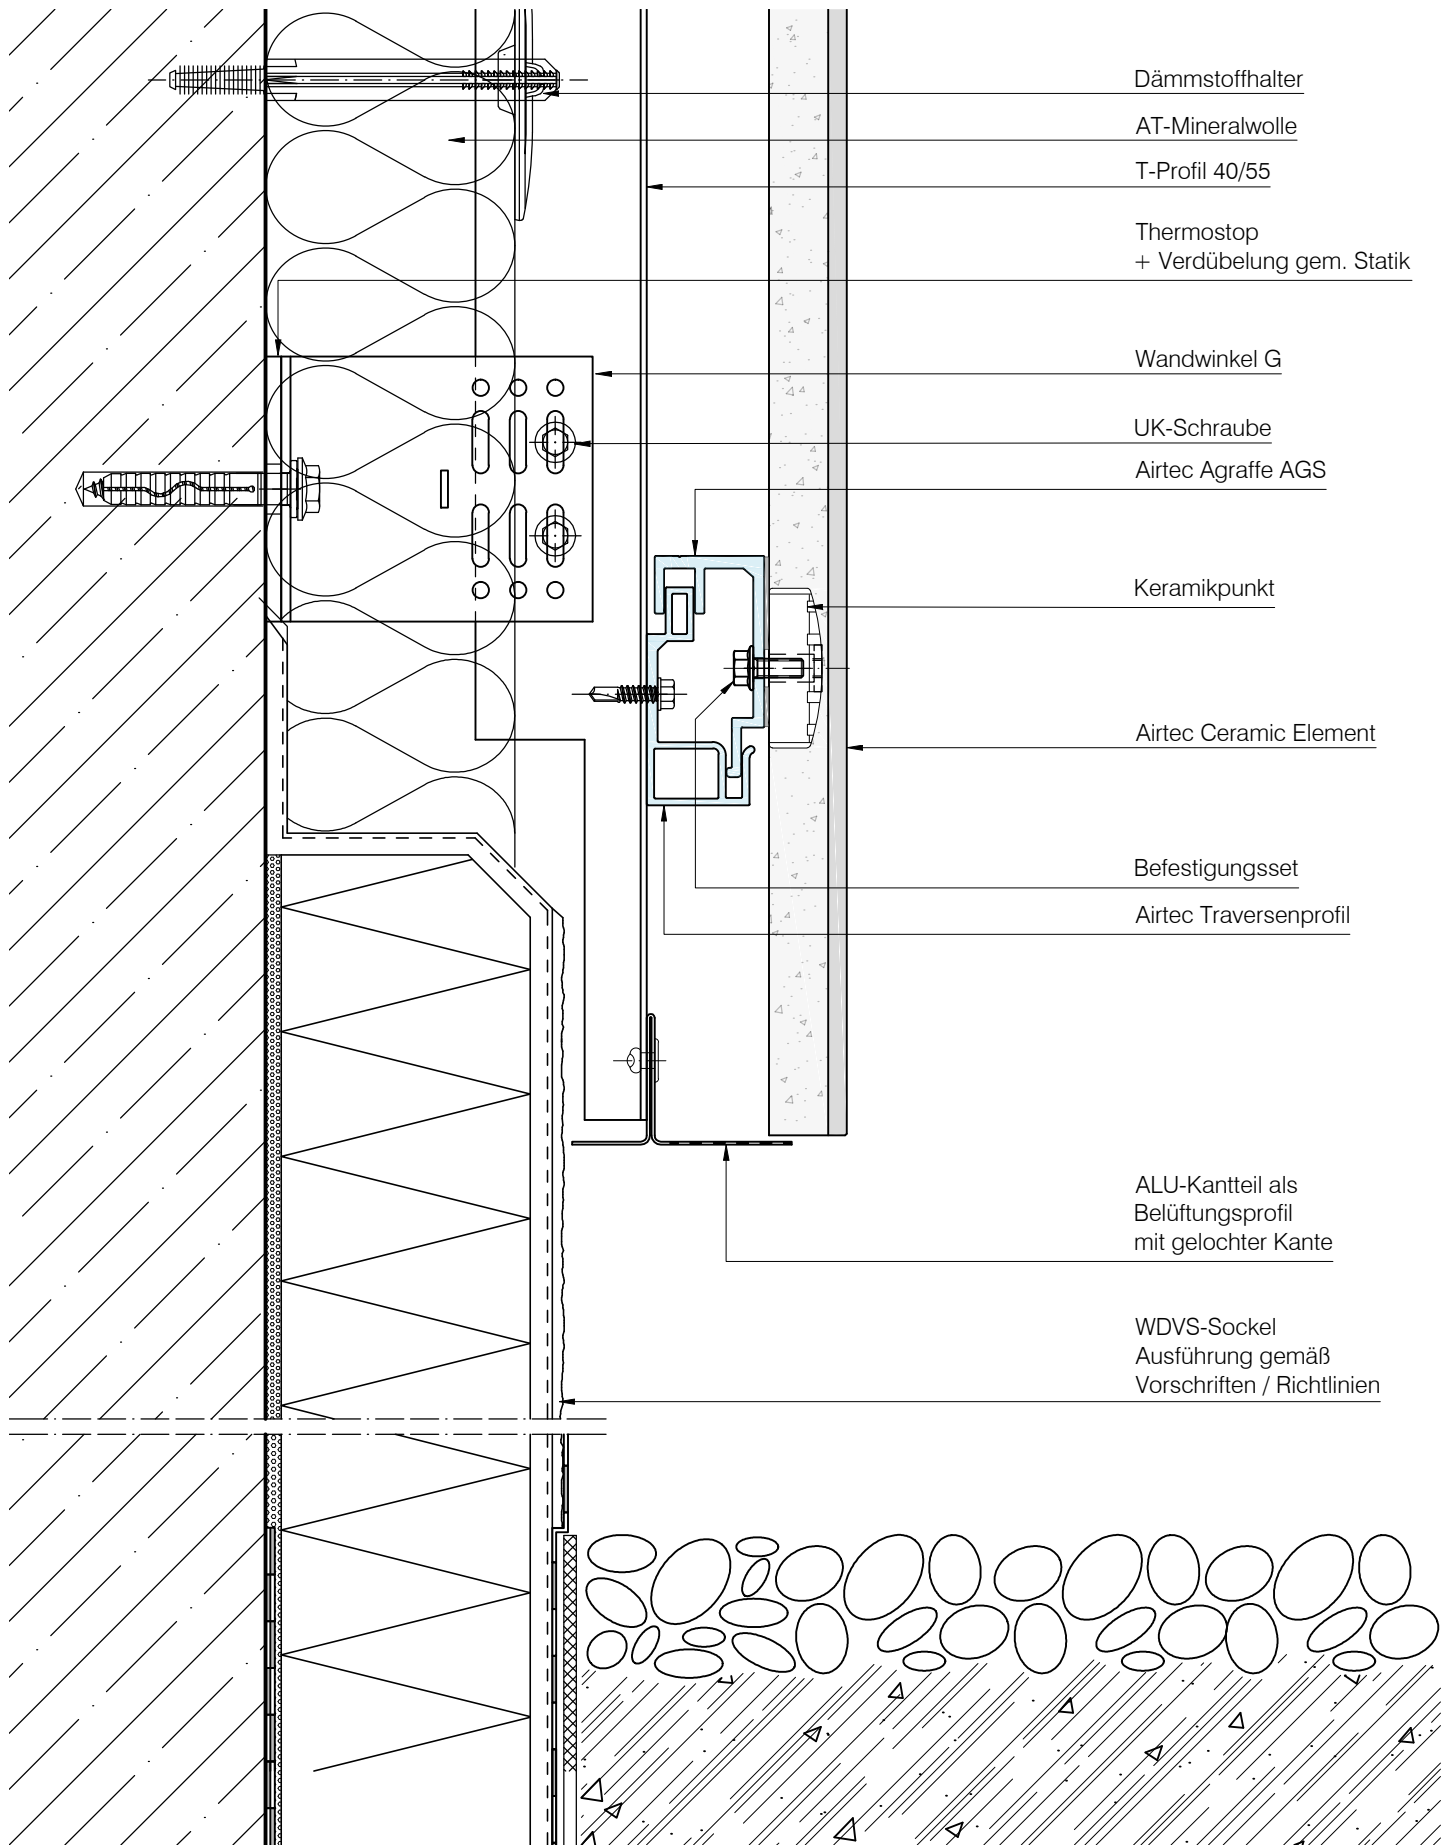 Dämmstoffhalter
AT-Mineralwolle
T-Profil 40/55
Thermostop
+ Verdübelung gem. Statik
Wandwinkel G
UK-Schraube
Airtec Agraffe AGS
Keramikpunkt
Airtec Ceramic Element
Befestigungsset
Airtec Traversenprofil
ALU-Kantteil als
Belüftungsprofil
mit gelochter Kante
WDVS-Sockel
Ausführung gemäß
Vorschriften / Richtlinien